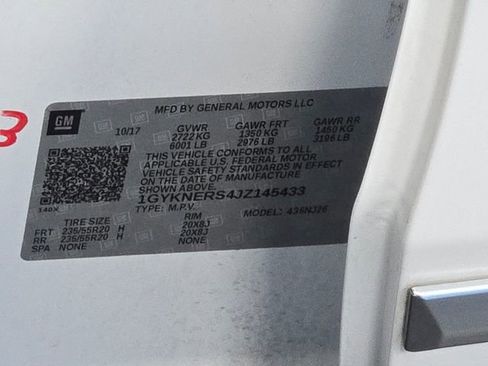 3
GM
MFD BY GENERAL MOTORS LLC
10/17 GVWR GAWR FRT GAWR RR
2722 KG 1350 KG 1450 KG
6001 LB 2976 LB 3196 LB
THIS VEHICLE CONFORMS TO ALL
APPLICABLE U.S. FEDERAL MOTOR
VEHICLE SAFETY STANDARDS IN EFFECT
ON THE DATE OF MANUFACTURE
SHOWN ABOVE.
1GYKNERS4JZ145433
140X TYPE: M.P.V. MODEL: 436NJ26
TIRE SIZE RIM
FRT 235/55R20 H 20X8J
RR 235/55R20 H 20X8J
SPA NONE NONE